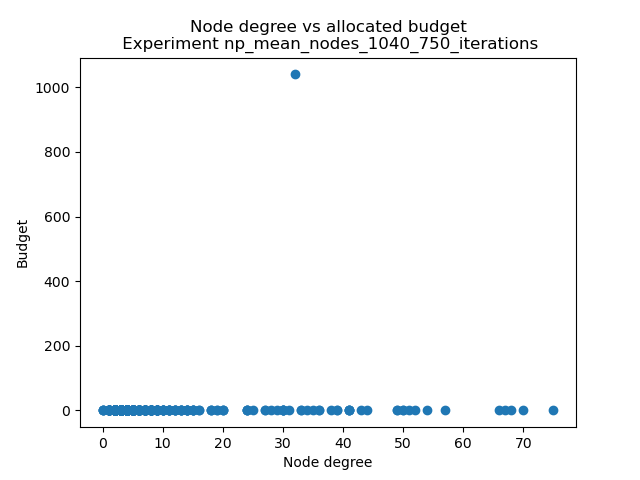 Node degree vs allocated budget
Experiment np_mean_nodes_1040_750_iterations
1000
800
600
400
200
0
Budget
0 10 20 30 40 50 60 70
Node degree